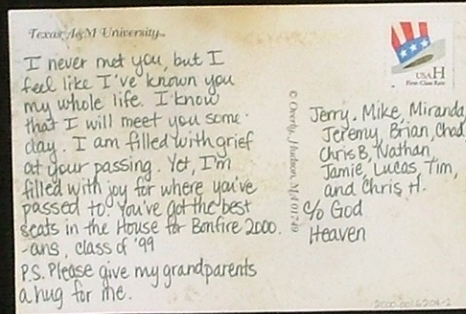 Texas A&M University
I never met you, but I
feel like I've known you
my whole life. I know
that I will meet you some
day. I am filled with grief
at your passing. Yet, I'm
filled with joy for where you've
passed to. You've got the best
seats in the House for Bonfire 2000.
-ans, class of '99
P.S. Please give my grandparents
a hug for me.
© Overly, Hudson, MA 01749
USA H
First-Class Rate
Jerry, Mike, Miranda,
Jeremy, Brian, Chad,
Chris B, Nathan,
Jamie, Lucas, Tim,
and Chris H.
c/o God
Heaven